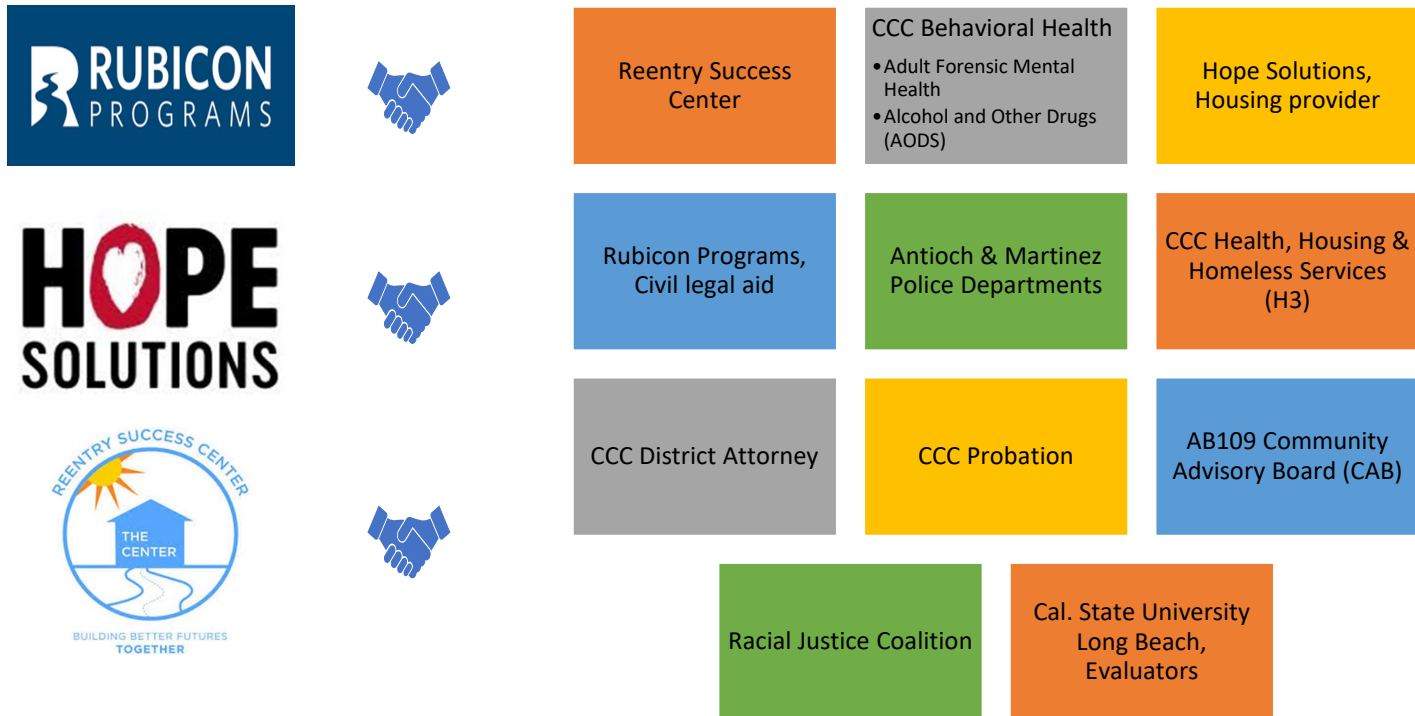 RUBICON
PROGRAMS
HOPE
SOLUTIONS
REENTRY SUCCESS CENTER
THE
CENTER
BUILDING BETTER FUTURES
TOGETHER
Reentry Success
Center
CCC Behavioral Health
•Adult Forensic Mental
Health
•Alcohol and Other Drugs
(AODS)
Hope Solutions,
Housing provider
Rubicon Programs,
Civil legal aid
Antioch & Martinez
Police Departments
CCC Health, Housing &
Homeless Services
(H3)
CCC District Attorney
CCC Probation
AB109 Community
Advisory Board (CAB)
Racial Justice Coalition
Cal. State University
Long Beach,
Evaluators